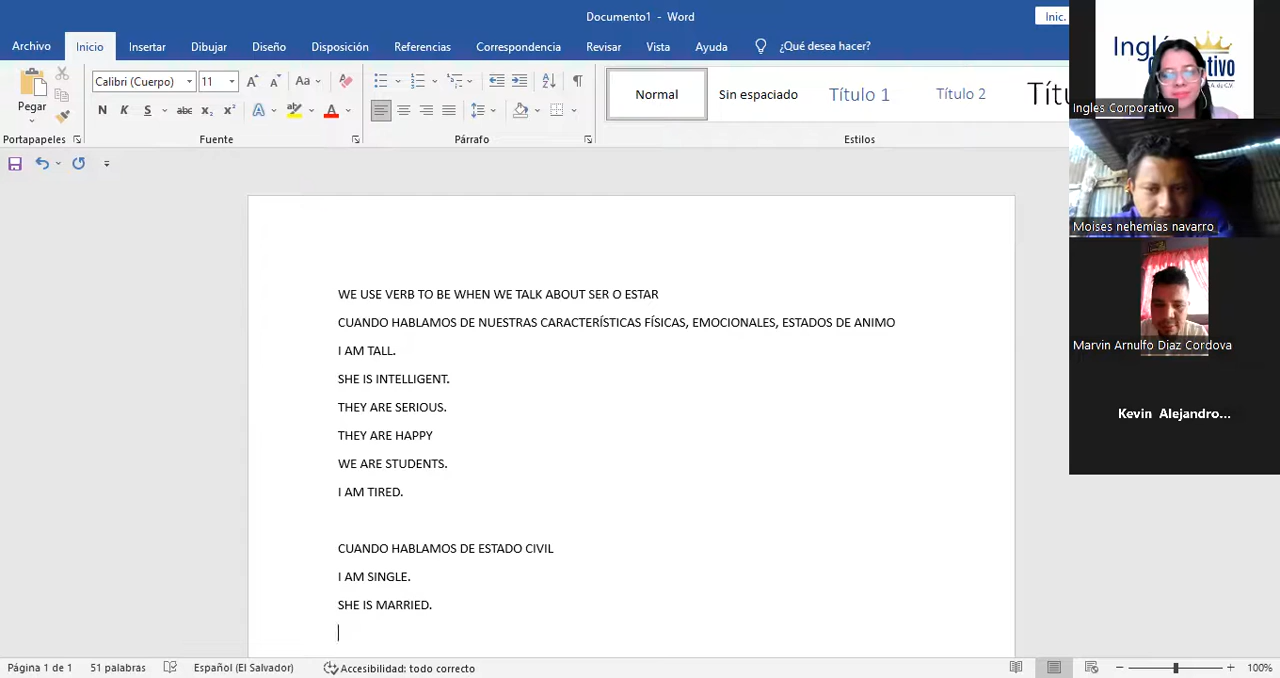 Documento1 - Word
Inic.
Archivo
Inicio
Insertar
Dibujar
Diseño
Disposición
Referencias
Correspondencia
Revisar
Vista
Ayuda
¿Qué desea hacer?
Pegar
Calibri (Cuerpo)
11
Normal
Sin espaciado
Título 1
Título 2
Portapapeles
Fuente
Párrafo
Estilos
WE USE VERB TO BE WHEN WE TALK ABOUT SER O ESTAR
CUANDO HABLAMOS DE NUESTRAS CARACTERÍSTICAS FÍSICAS, EMOCIONALES, ESTADOS DE ANIMO
I AM TALL.
SHE IS INTELLIGENT.
THEY ARE SERIOUS.
THEY ARE HAPPY
WE ARE STUDENTS.
I AM TIRED.
CUANDO HABLAMOS DE ESTADO CIVIL
I AM SINGLE.
SHE IS MARRIED.
Ingles Corporativo
Moises nehemias navarro
Marvin Arnulfo Diaz Cordova
Kevin Alejandro...
Página 1 de 1
51 palabras
Español (El Salvador)
Accesibilidad: todo correcto
100%